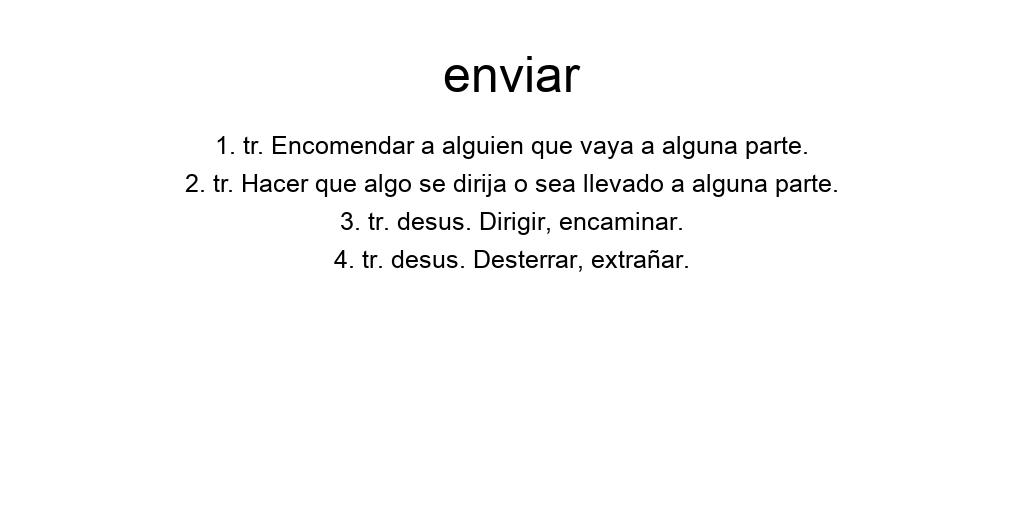 enviar
1. tr. Encomendar a alguien que vaya a alguna parte.
2. tr. Hacer que algo se dirija o sea llevado a alguna parte.
3. tr. desus. Dirigir, encaminar.
4. tr. desus. Desterrar, extrañar.